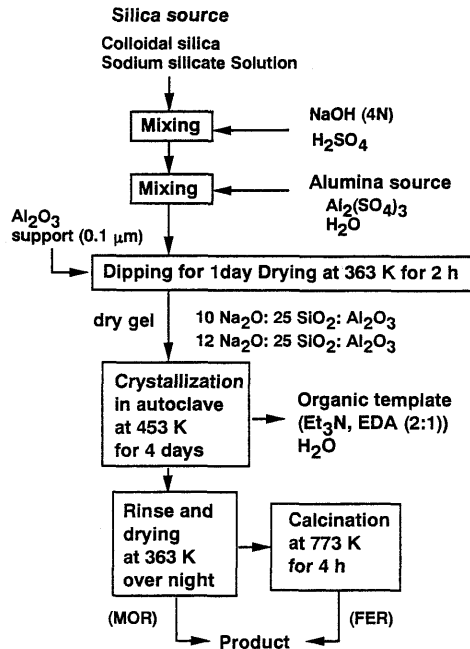 Silica source
Colloidal silica
Sodium silicate Solution
Mixing
NaOH (4N)
H₂SO₄
Mixing
Alumina source
Al₂(SO₄)₃
H₂O
Al₂O₃
support (0.1 μm)
Dipping for 1day Drying at 363 K for 2 h
dry gel
10 Na₂O: 25 SiO₂: Al₂O₃
12 Na₂O: 25 SiO₂: Al₂O₃
Crystallization
in autoclave
at 453 K
for 4 days
Organic template
(Et₃N, EDA (2:1))
H₂O
Rinse and
drying
at 363 K
over night
Calcination
at 773 K
for 4 h
(MOR)
(FER)
Product